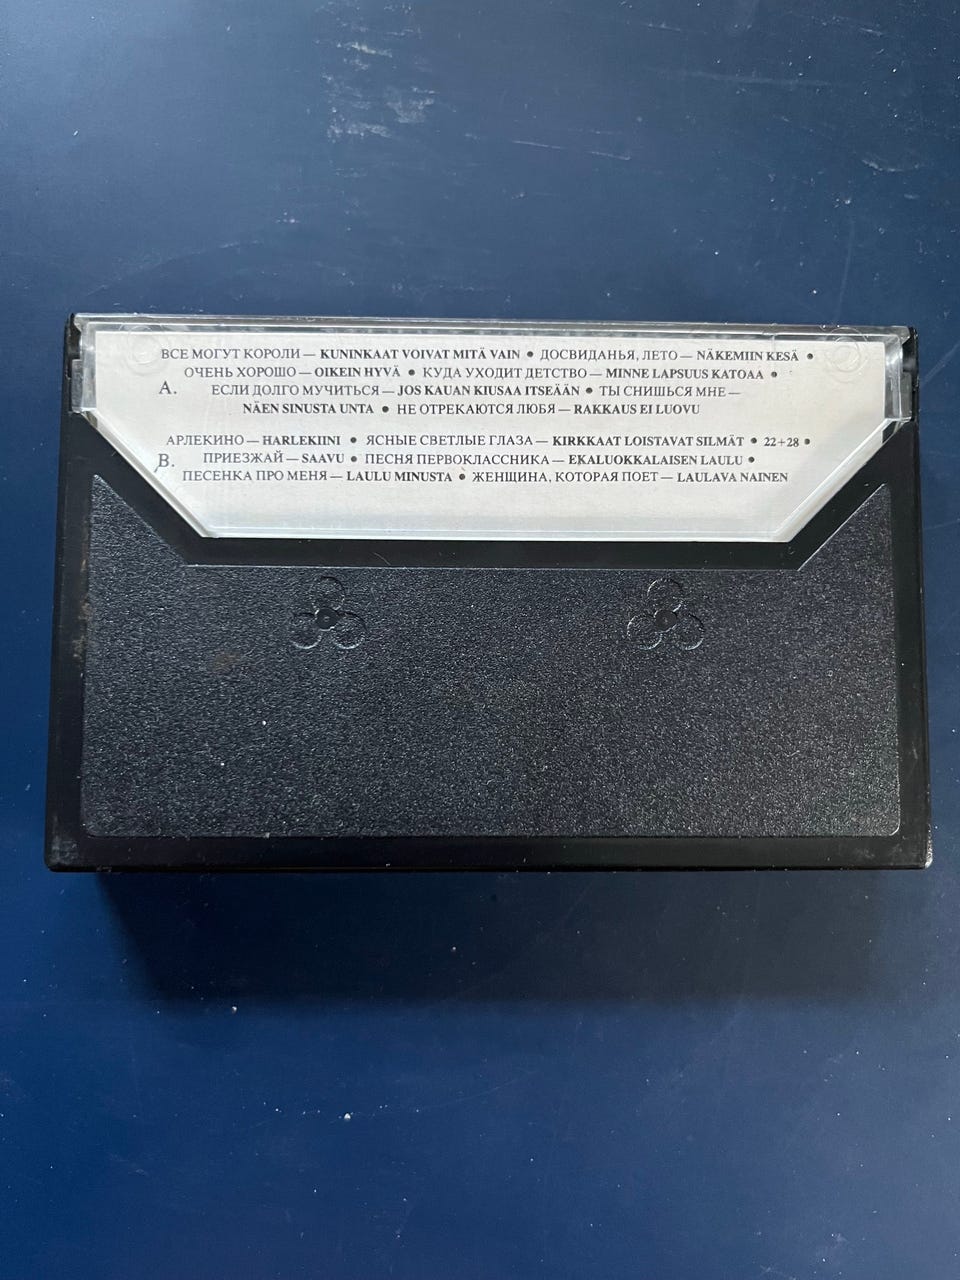 ВСЕ МОГУТ КОРОЛИ — KUNINKAAT VOIVAT MITÄ VAIN • ДОСВИДАНЬЯ, ЛЕТО — NÄKEMIIN KESÄ •
ОЧЕНЬ ХОРОШО — OIKEIN HYVÄ • КУДА УХОДИТ ДЕТСТВО — MINNE LAPSUUS KATOAA •
A. ЕСЛИ ДОЛГО МУЧИТЬСЯ — JOS KAUAN KIUSAA ITSEÄÄN • ТЫ СНИШЬСЯ МНЕ —
NÄEN SINUSTA UNTA • НЕ ОТРЕКАЮТСЯ ЛЮБЯ — RAKKAUS EI LUOVU
АРЛЕКИНО — HARLEKIINI • ЯСНЫЕ СВЕТЛЫЕ ГЛАЗА — KIRKKAAT LOISTAVAT SILMÄT • 22+28 •
B. ПРИЕЗЖАЙ — SAAVU • ПЕСНЯ ПЕРВОКЛАССНИКА — EKALUOKKALAISEN LAULU •
ПЕСЕНКА ПРО МЕНЯ — LAULU MINUSTA • ЖЕНЩИНА, КОТОРАЯ ПОЕТ — LAULAVA NAINEN